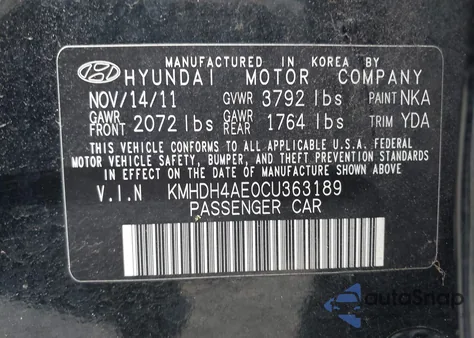 MANUFACTURED IN KOREA BY
HYUNDAI MOTOR COMPANY
NOV/14/11 GVWR 3792 lbs PAINT NKA
GAWR FRONT 2072 lbs GAWR REAR 1764 lbs TRIM YDA
THIS VEHICLE CONFORMS TO ALL APPLICABLE U.S.A. FEDERAL
MOTOR VEHICLE SAFETY, BUMPER, AND THEFT PREVENTION
STANDARDS IN EFFECT ON THE DATE OF MANUFACTURE SHOWN ABOVE
V.I.N KMHDH4AE0CU363189
PASSENGER CAR
autoSnap